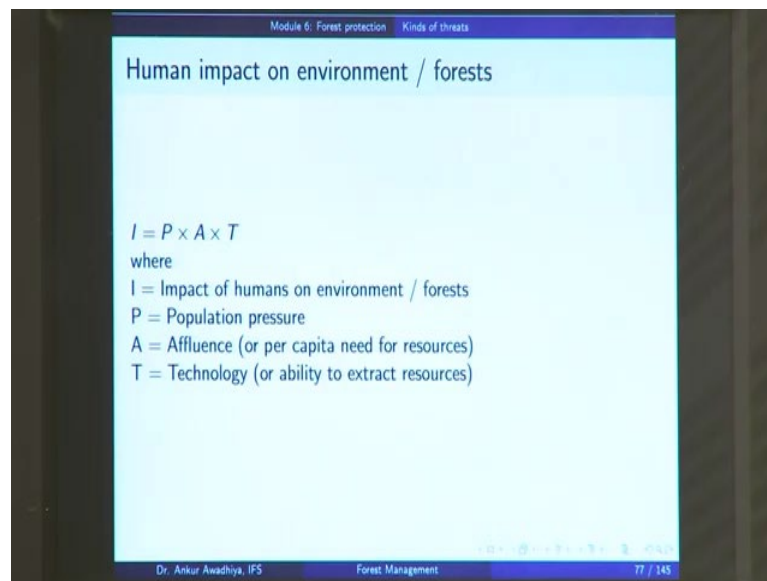 Module 6: Forest protection Kinds of threats
Human impact on environment / forests
I = P × A × T
where
I = Impact of humans on environment / forests
P = Population pressure
A = Affluence (or per capita need for resources)
T = Technology (or ability to extract resources)
Dr. Ankur Awadhiya, IFS Forest Management 77 / 145